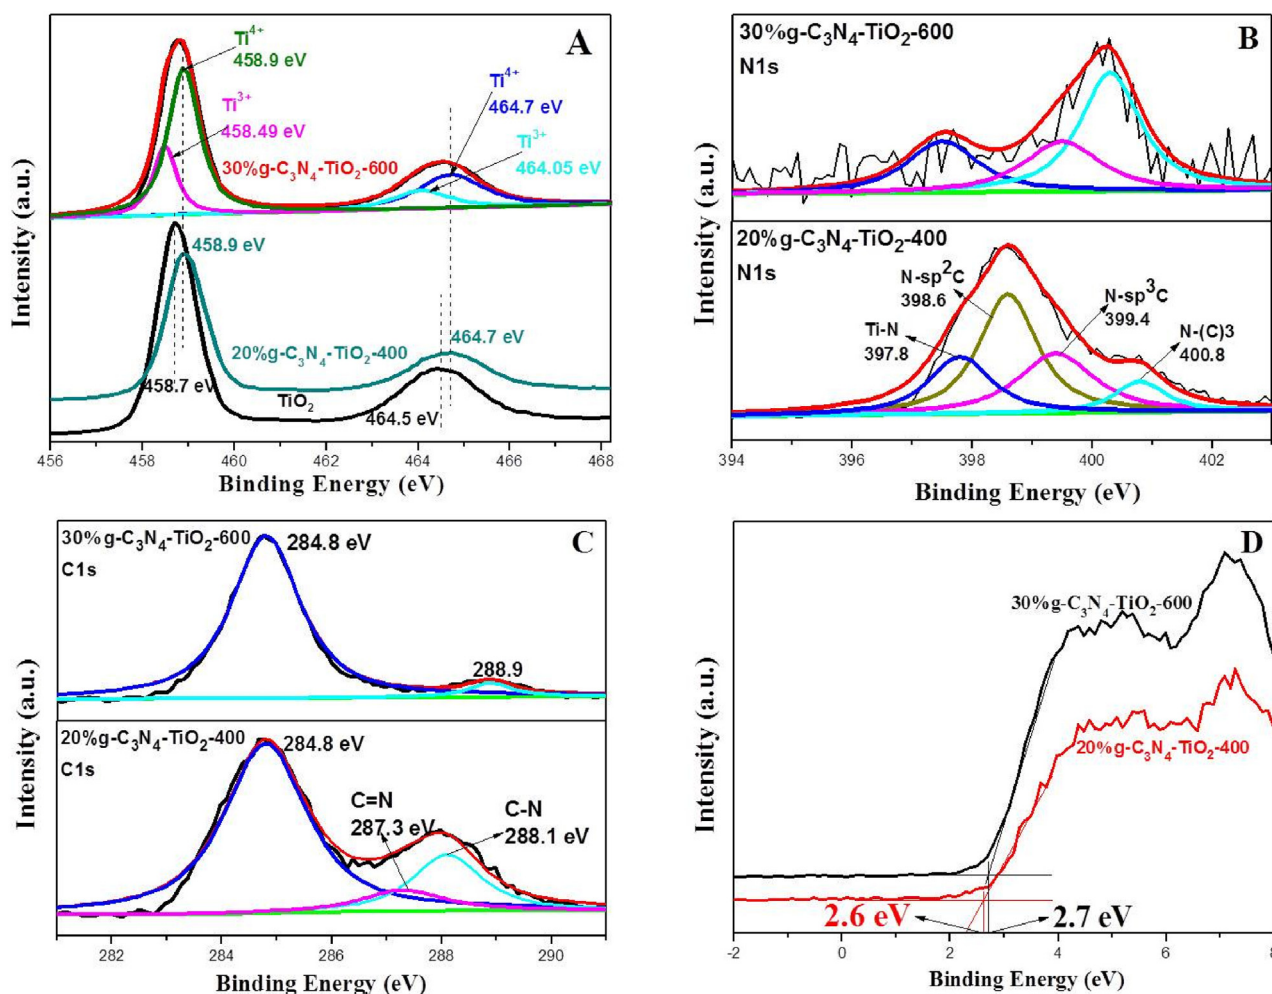 A
Ti4+
458.9 eV
Ti4+
464.7 eV
Ti3+
458.49 eV
Ti3+
464.05 eV
30%g-C3N4-TiO2-600
458.9 eV
464.7 eV
20%g-C3N4-TiO2-400
458.7 eV
TiO2
464.5 eV
Intensity (a.u.)
456 458 460 462 464 466 468
Binding Energy (eV)
B
30%g-C3N4-TiO2-600
N1s
20%g-C3N4-TiO2-400
N1s
N-sp2C
398.6
N-sp3C
399.4
Ti-N
397.8
N-(C)3
400.8
Intensity (a.u.)
Intensity (a.u.)
394 396 398 400 402
Binding Energy (eV)
C
30%g-C3N4-TiO2-600
C1s
284.8 eV
288.9
20%g-C3N4-TiO2-400
C1s
284.8 eV
C=N
287.3 eV
C-N
288.1 eV
Intensity (a.u.)
Intensity (a.u.)
282 284 286 288 290
Binding Energy (eV)
D
30%g-C3N4-TiO2-600
20%g-C3N4-TiO2-400
2.6 eV
2.7 eV
Intensity (a.u.)
-2 0 2 4 6 8
Binding Energy (eV)